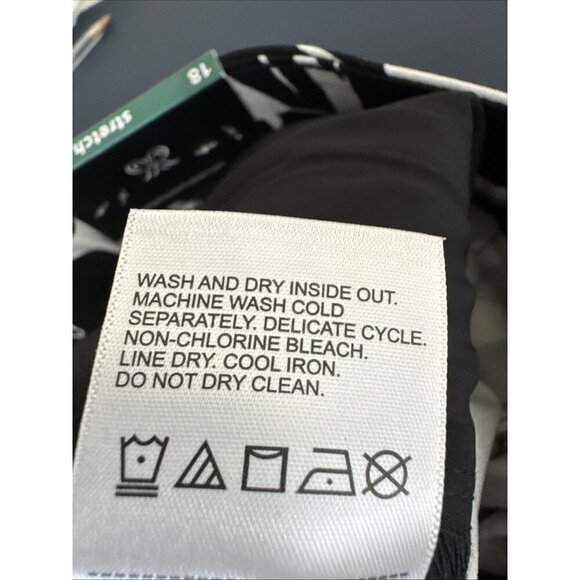 18
stretch
WASH AND DRY INSIDE OUT.
MACHINE WASH COLD
SEPARATELY. DELICATE CYCLE.
NON-CHLORINE BLEACH.
LINE DRY. COOL IRON.
DO NOT DRY CLEAN.